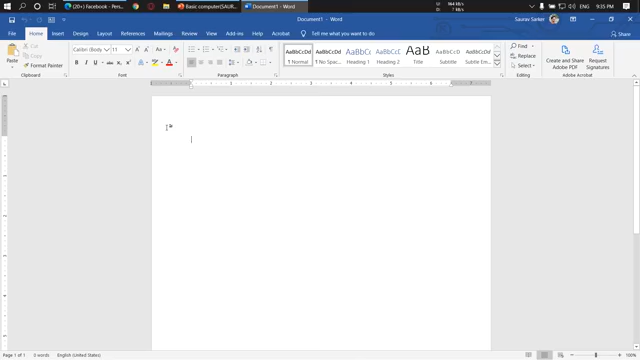 (20+) Facebook - Pers...
Basic computer(SAUR...
Document1 - Word
ENG
9:35 PM
Document1 - Word
Saurav Sarker
File Home Insert Design Layout References Mailings Review View Add-ins Help Acrobat Tell me what you want to do Share
Paste
Cut
Copy
Format Painter
Clipboard
Calibri (Body) 11
Font
Paragraph
AaBbCcDd AaBbCcDd AaBbCc AaBbCcC AaB AaBbCcD AaBbCcDd
1 Normal 1 No Spac... Heading 1 Heading 2 Title Subtitle Subtle Em...
Styles
Find
Replace
Select
Editing
Create and Share Adobe PDF
Request Signatures
Adobe Acrobat
Page 1 of 1 0 words English (United States)
100%